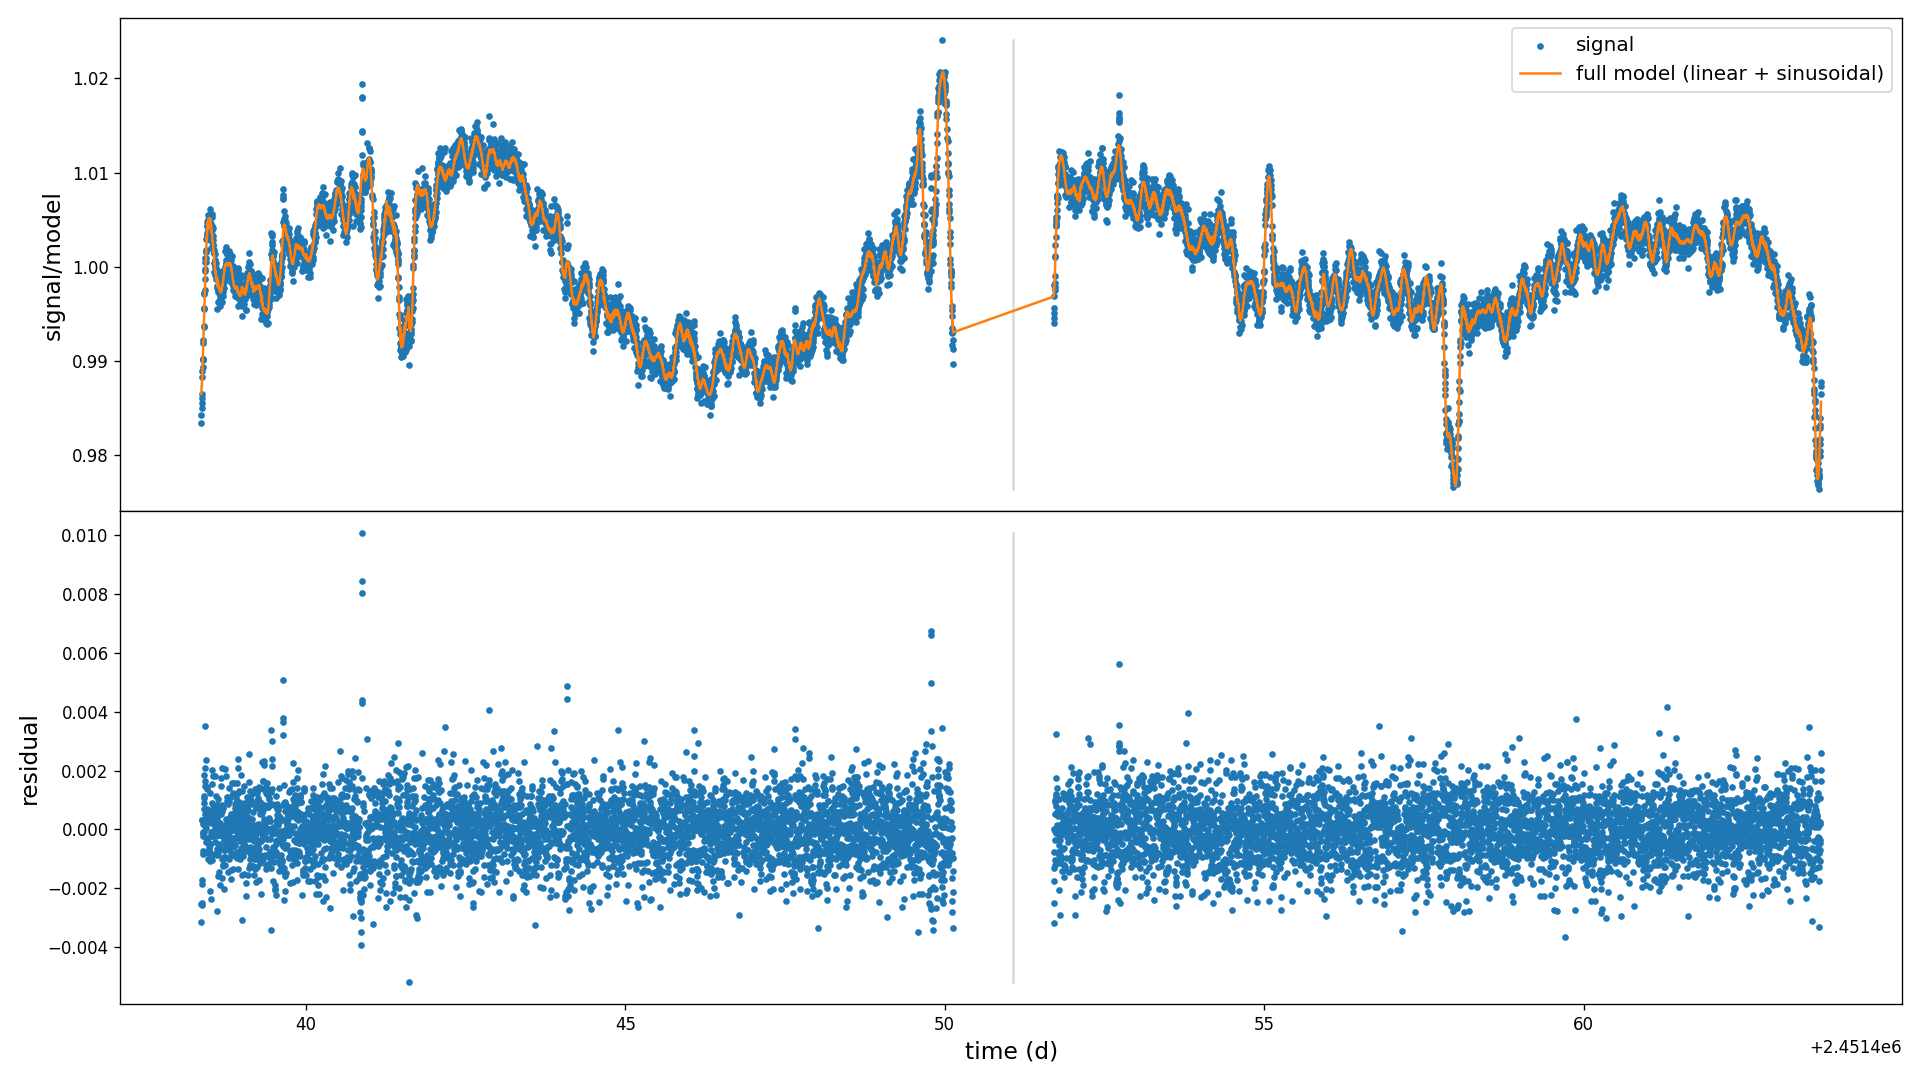 signal
full model (linear + sinusoidal)
signal/model
1.02
1.01
1.00
0.99
0.98
residual
0.010
0.008
0.006
0.004
0.002
0.000
−0.002
−0.004
40 45 50 55 60
time (d)
+2.4514e6